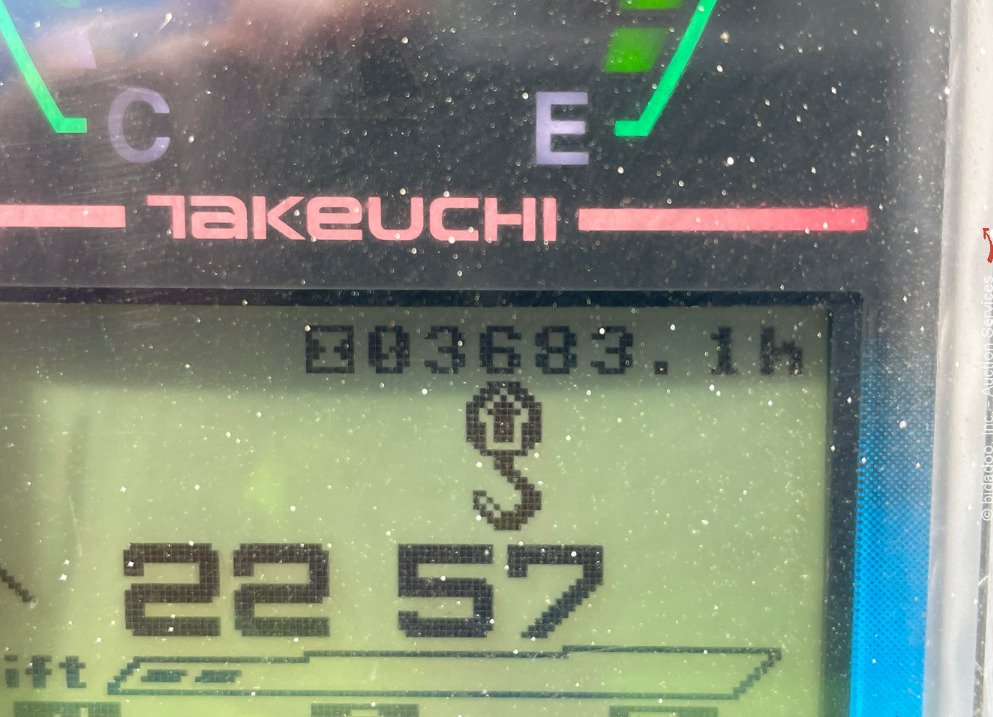 C E
TAKEUCHI
03683.1h
22 57
ift
© bidadoo, Inc. - Auction Services